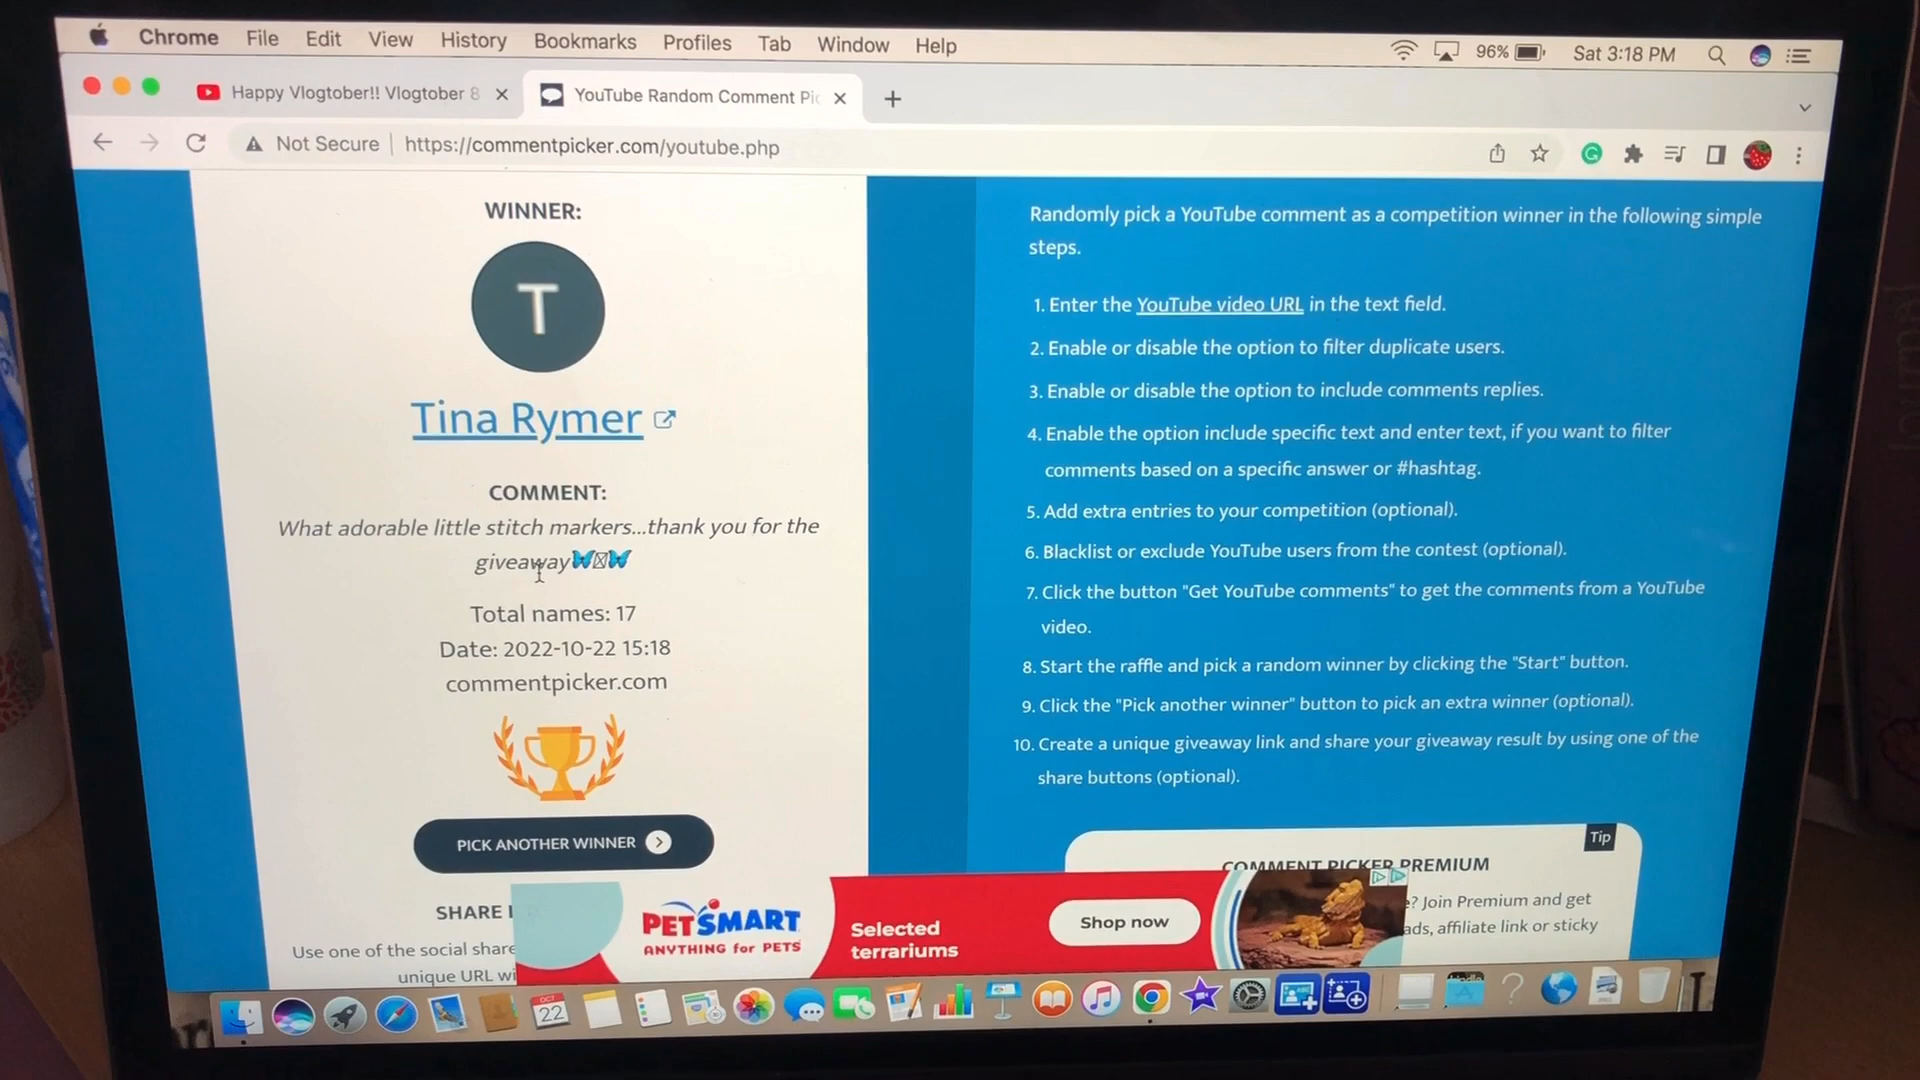 Chrome File Edit View History Bookmarks Profiles Tab Window Help
96% Sat 3:18 PM
Happy Vlogtober!! Vlogtober 8
YouTube Random Comment Pic
Not Secure https://commentpicker.com/youtube.php
WINNER:
T
Tina Rymer
COMMENT:
What adorable little stitch markers...thank you for the
giveaway🦋☒🦋
Total names: 17
Date: 2022-10-22 15:18
commentpicker.com
PICK ANOTHER WINNER
SHARE
Use one of the social share
unique URL wi
Randomly pick a YouTube comment as a competition winner in the following simple
steps.
1. Enter the YouTube video URL in the text field.
2. Enable or disable the option to filter duplicate users.
3. Enable or disable the option to include comments replies.
4. Enable the option include specific text and enter text, if you want to filter
comments based on a specific answer or #hashtag.
5. Add extra entries to your competition (optional).
6. Blacklist or exclude YouTube users from the contest (optional).
7. Click the button "Get YouTube comments" to get the comments from a YouTube
video.
8. Start the raffle and pick a random winner by clicking the "Start" button.
9. Click the "Pick another winner" button to pick an extra winner (optional).
10. Create a unique giveaway link and share your giveaway result by using one of the
share buttons (optional).
Tip
COMMENT PICKER PREMIUM
e? Join Premium and get
ads, affiliate link or sticky
PETSMART
ANYTHING for PETS
Selected
terrariums
Shop now
OCT
22
kindle